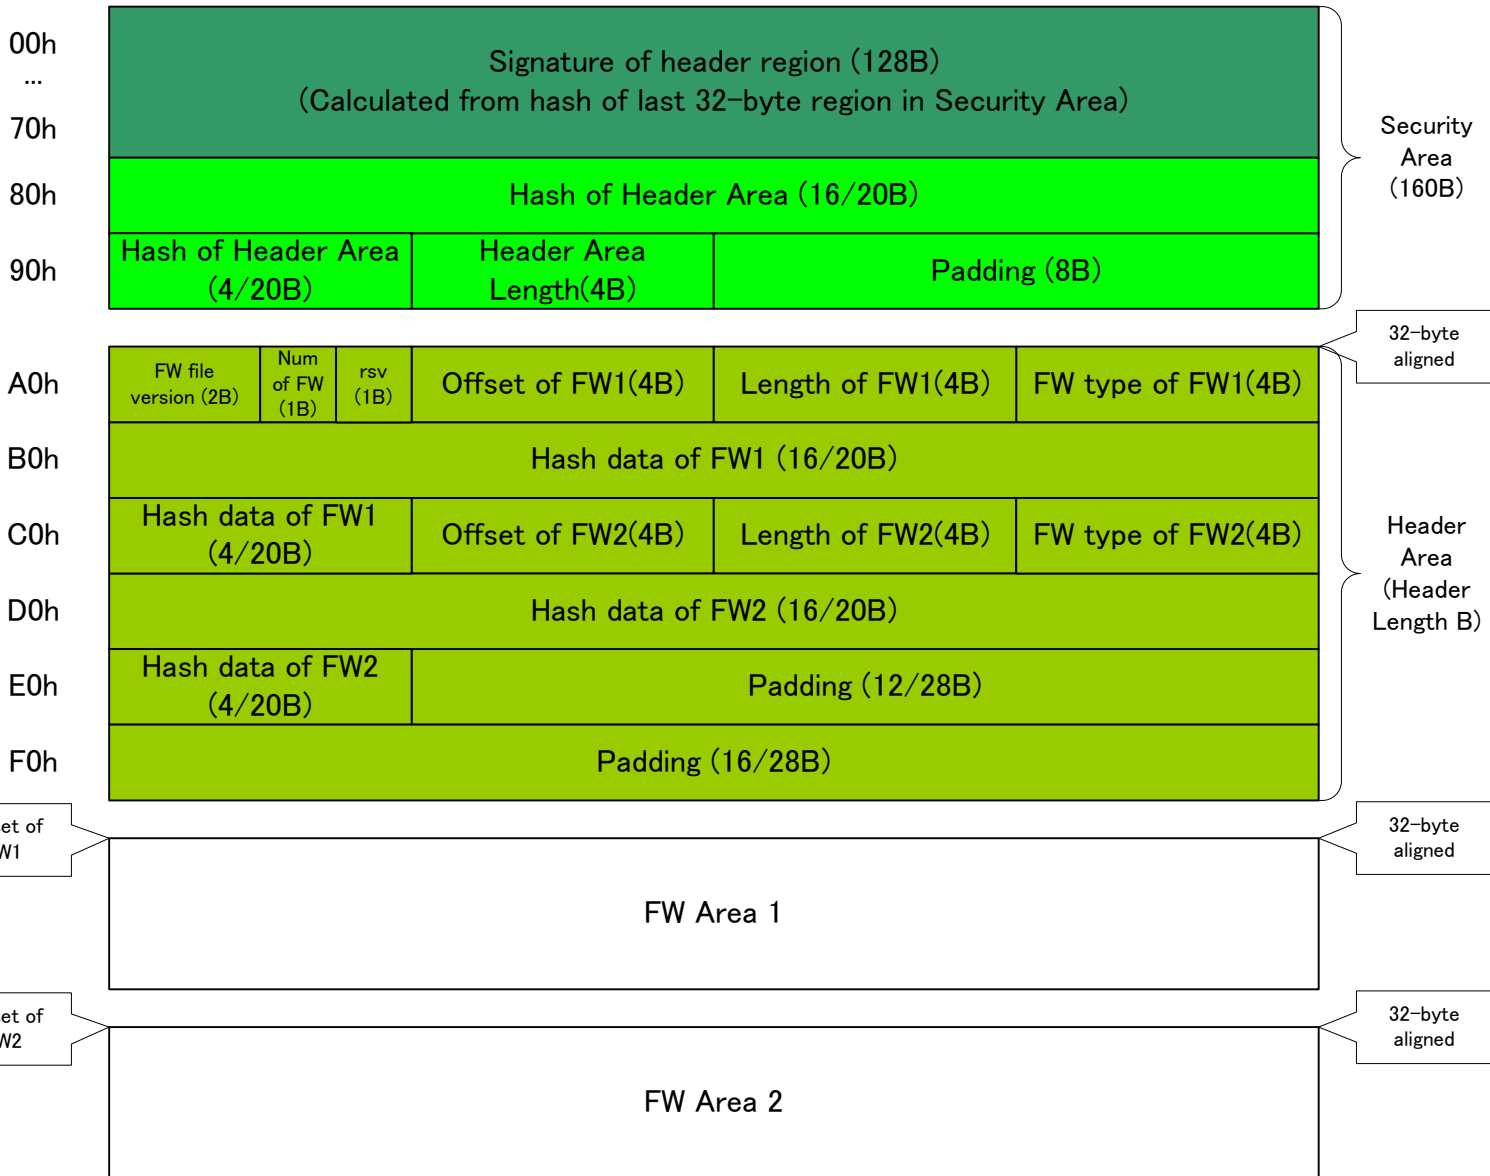 00h
...
70h
Signature of header region (128B)
(Calculated from hash of last 32-byte region in Security Area)
Security
Area
(160B)
80h
Hash of Header Area (16/20B)
90h
Hash of Header Area
(4/20B)
Header Area
Length(4B)
Padding (8B)
32-byte
aligned
A0h
FW file
version (2B)
Num
of FW
(1B)
rsv
(1B)
Offset of FW1(4B)
Length of FW1(4B)
FW type of FW1(4B)
B0h
Hash data of FW1 (16/20B)
C0h
Hash data of FW1
(4/20B)
Offset of FW2(4B)
Length of FW2(4B)
FW type of FW2(4B)
Header
Area
(Header
Length B)
D0h
Hash data of FW2 (16/20B)
E0h
Hash data of FW2
(4/20B)
Padding (12/28B)
F0h
Padding (16/28B)
et of
W1
32-byte
aligned
FW Area 1
et of
W2
32-byte
aligned
FW Area 2